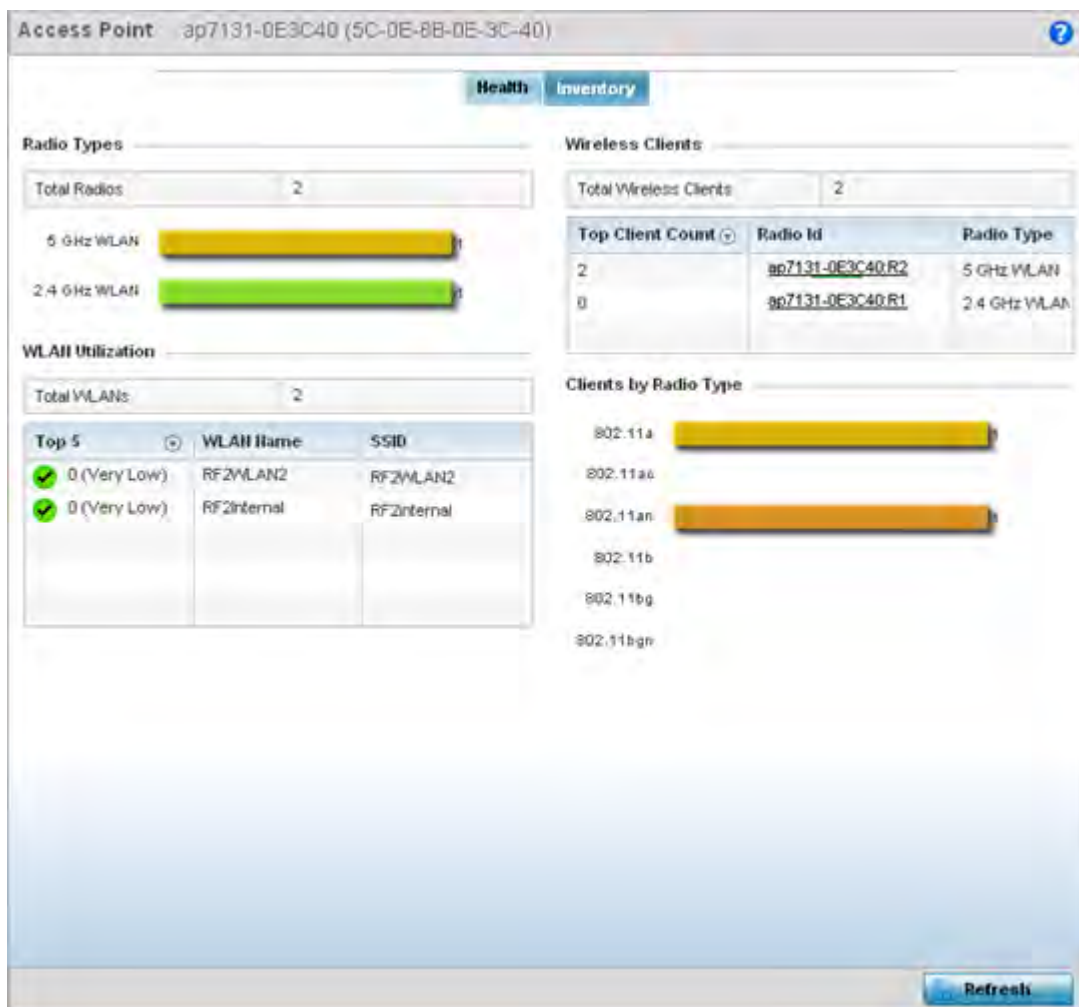 Access Point ap7131-0E3C40 (5C-0E-8B-0E-3C-40)
Health Inventory
Radio Types
Total Radios 2
5 GHz WLAN 1
2.4 GHz WLAN 1
WLAN Utilization
Total WLANs 2
Top 5 WLAN Name SSID
0 (Very Low) RF2WLAN2 RF2WLAN2
0 (Very Low) RF2Internal RF2Internal
Wireless Clients
Total Wireless Clients 2
Top Client Count Radio Id Radio Type
2 ap7131-0E3C40:R2 5 GHz WLAN
0 ap7131-0E3C40:R1 2.4 GHz WLAN
Clients by Radio Type
802.11a 1
802.11ac
802.11an 1
802.11b
802.11bg
802.11bgn
Refresh